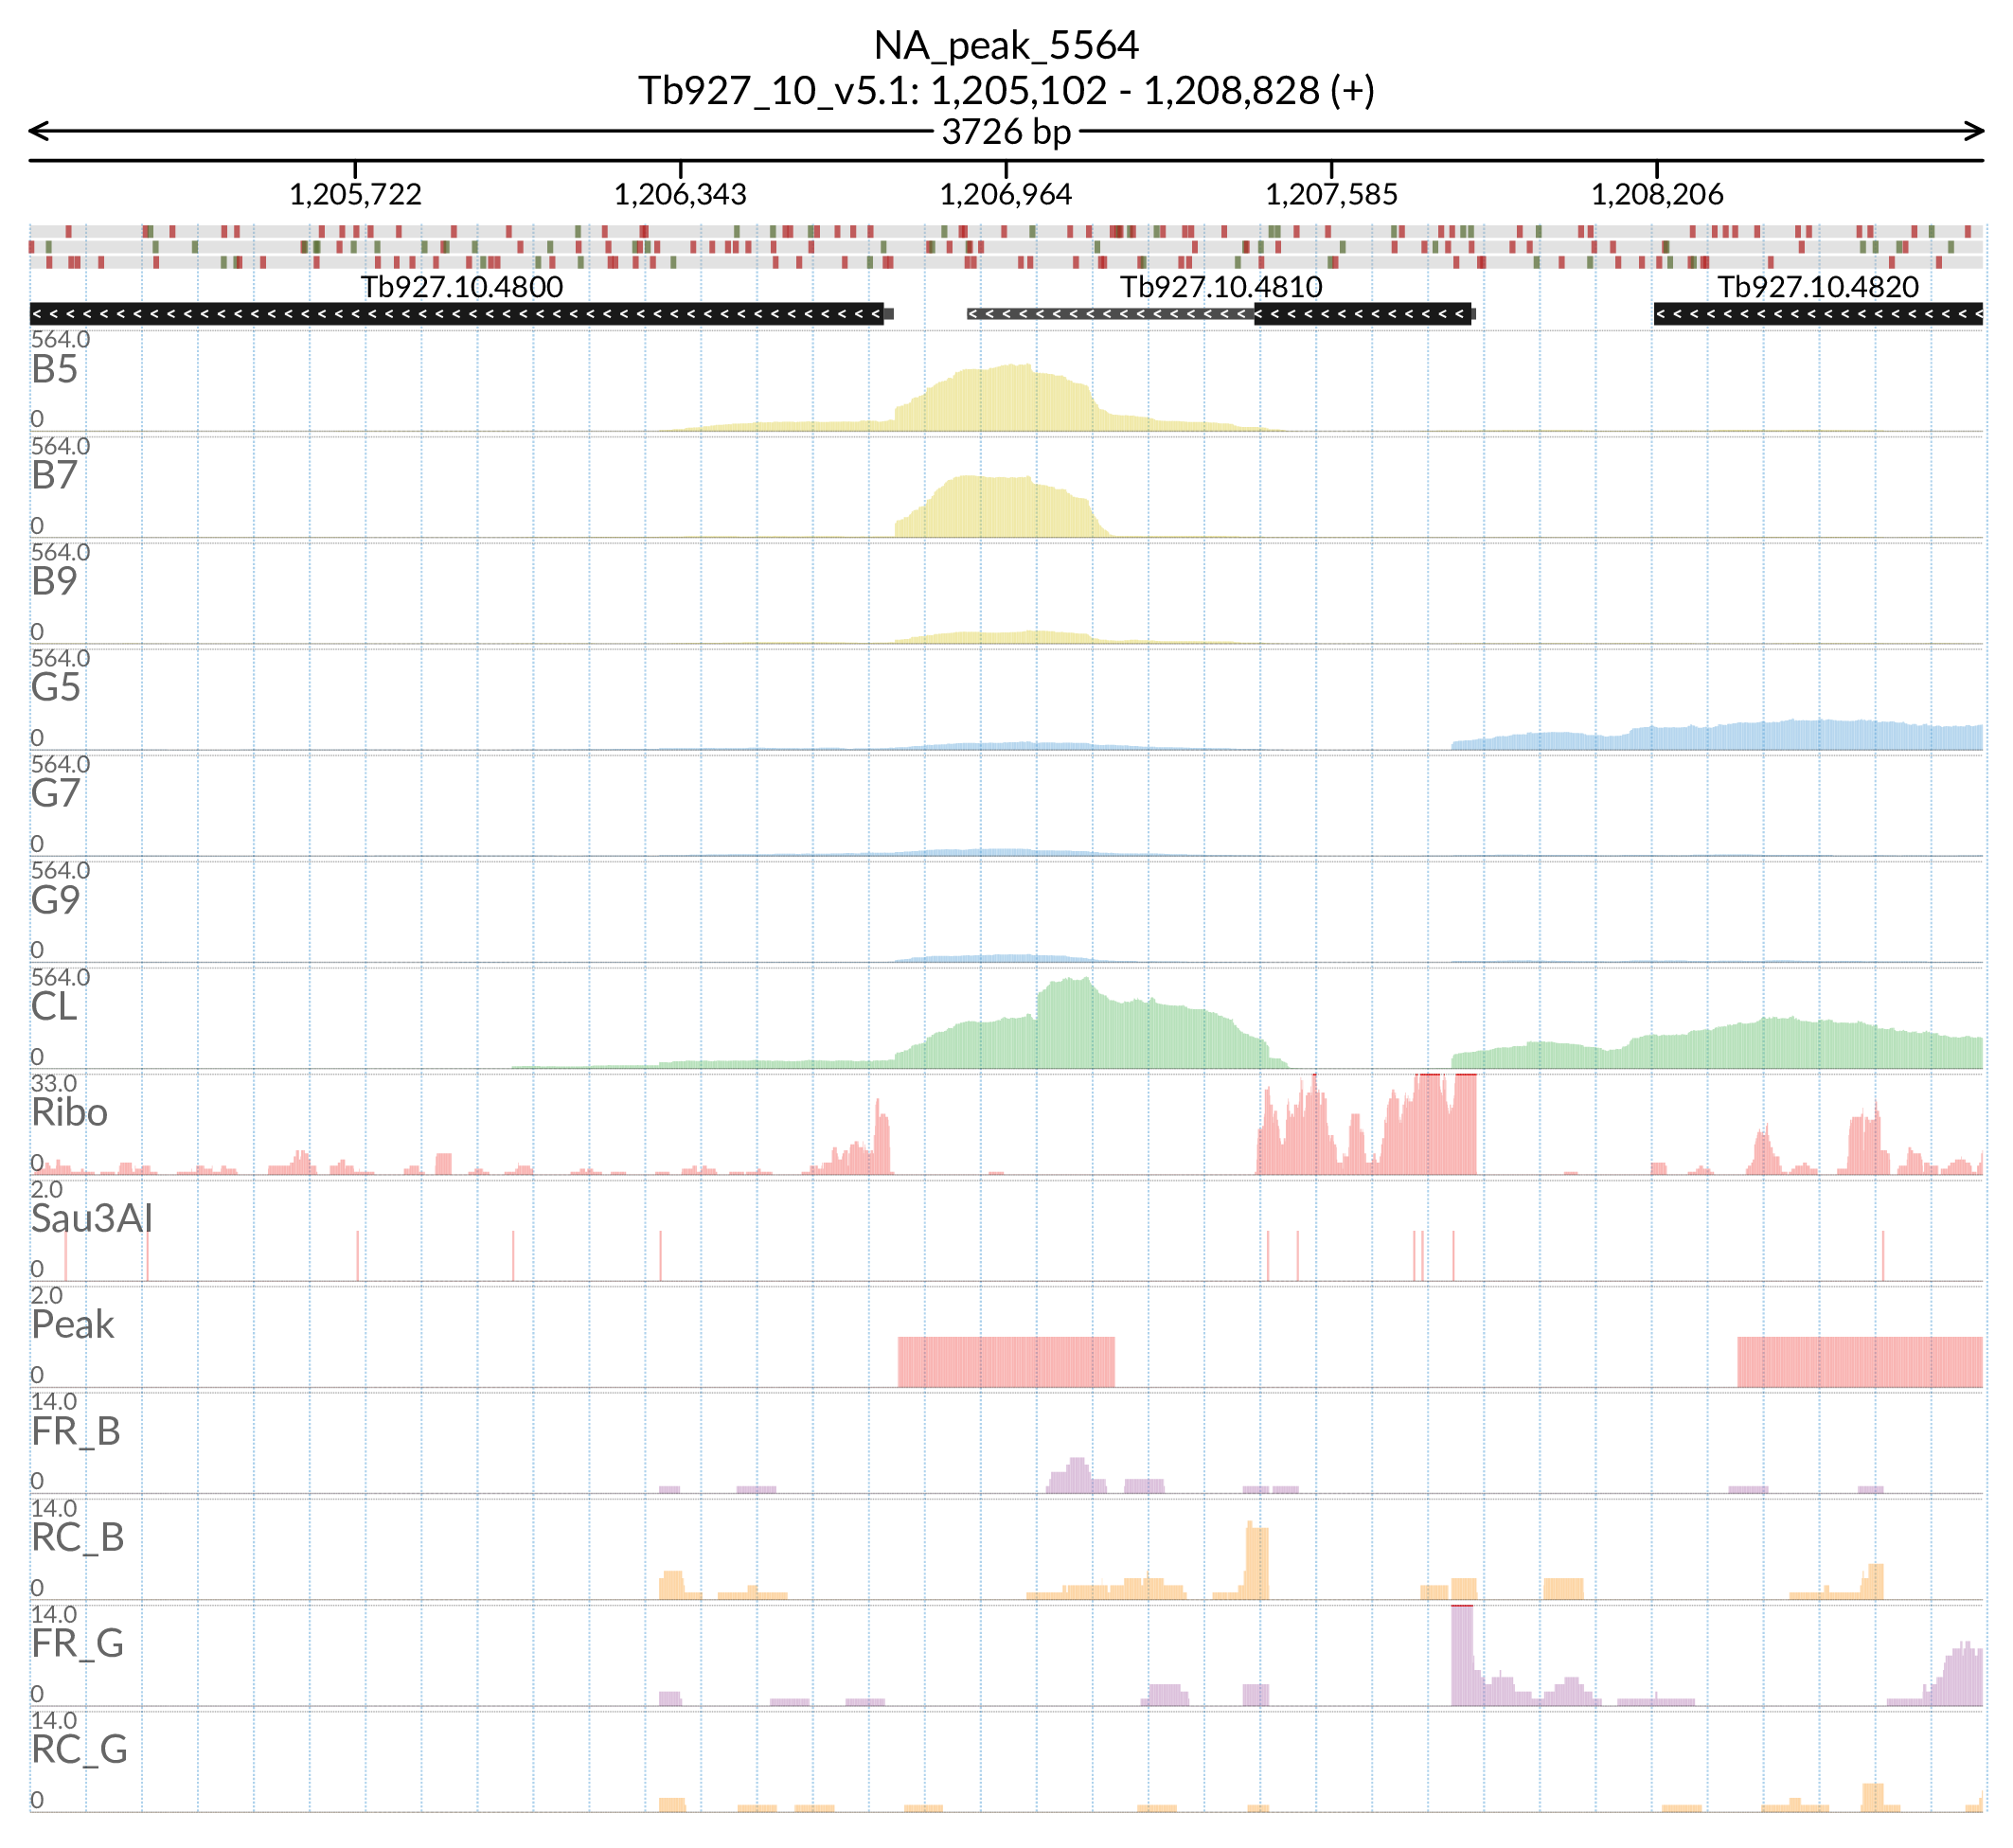 NA_peak_5564
Tb927_10_v5.1: 1,205,102 - 1,208,828 (+)
3726 bp
1,205,722 1,206,343 1,206,964 1,207,585 1,208,206
Tb927.10.4800 Tb927.10.4810 Tb927.10.4820
564.0
B5
0
564.0
B7
0
564.0
B9
0
564.0
G5
0
564.0
G7
0
564.0
G9
0
564.0
CL
0
33.0
Ribo
0
2.0
Sau3AI
0
2.0
Peak
0
14.0
FR_B
0
14.0
RC_B
0
14.0
FR_G
0
14.0
RC_G
0